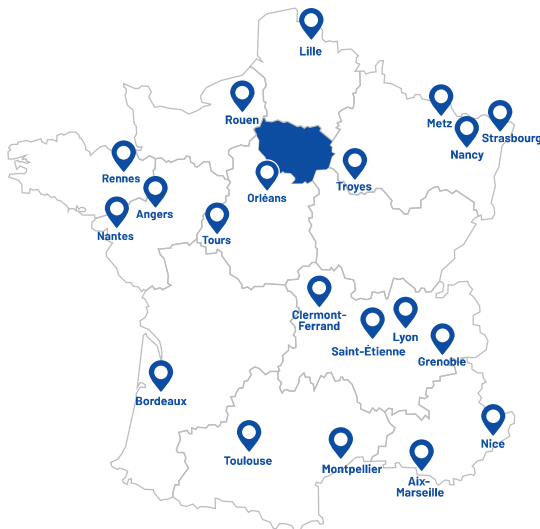 Lille
Rouen
Metz
Strasbourg
Nancy
Rennes
Troyes
Orléans
Angers
Nantes
Tours
Clermont-
Ferrand
Lyon
Saint-Étienne
Grenoble
Bordeaux
Nice
Toulouse
Montpellier
Aix-
Marseille